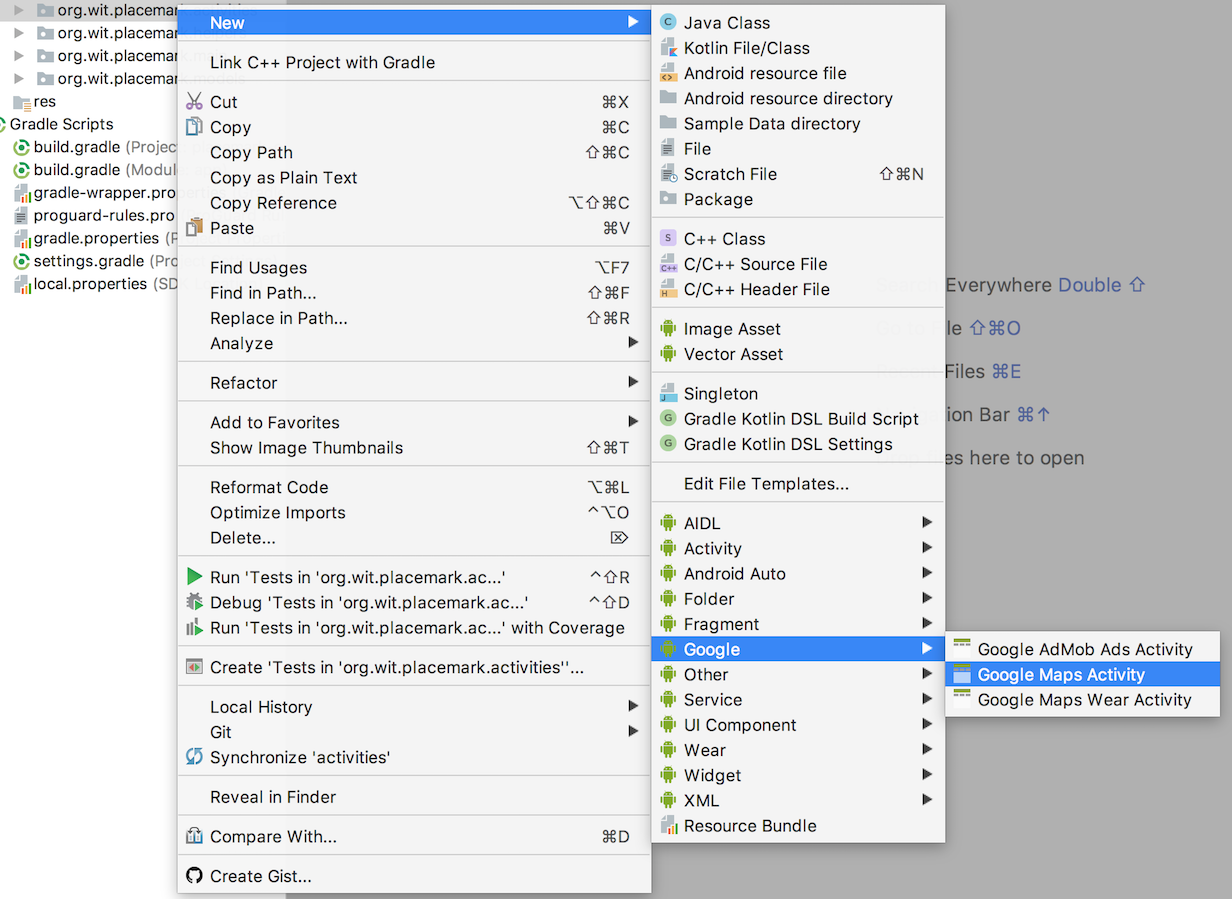 org.wit.placemark
org.wit.placemar
org.wit.placemar
org.wit.placemar
res
Gradle Scripts
build.gradle (Projec
build.gradle (Modul
gradle-wrapper.pro
proguard-rules.pro
gradle.properties (P
settings.gradle (Pro
local.properties (SD
New
Link C++ Project with Gradle
Cut ⌘X
Copy ⌘C
Copy Path ⇧⌘C
Copy as Plain Text
Copy Reference ⌥⇧⌘C
Paste ⌘V
Find Usages ⌥F7
Find in Path... ⇧⌘F
Replace in Path... ⇧⌘R
Analyze
Refactor
Add to Favorites
Show Image Thumbnails ⇧⌘T
Reformat Code ⌥⌘L
Optimize Imports ^⌥O
Delete... ⌦
Run 'Tests in 'org.wit.placemark.ac...' ^⇧R
Debug 'Tests in 'org.wit.placemark.ac...' ^⇧D
Run 'Tests in 'org.wit.placemark.ac...' with Coverage
Create 'Tests in 'org.wit.placemark.activities''...
Local History
Git
Synchronize 'activities'
Reveal in Finder
Compare With... ⌘D
Create Gist...
Java Class
Kotlin File/Class
Android resource file
Android resource directory
Sample Data directory
File
Scratch File ⇧⌘N
Package
C++ Class
C/C++ Source File
C/C++ Header File
Image Asset
Vector Asset
Singleton
Gradle Kotlin DSL Build Script
Gradle Kotlin DSL Settings
Edit File Templates...
AIDL
Activity
Android Auto
Folder
Fragment
Google
Other
Service
UI Component
Wear
Widget
XML
Resource Bundle
Google AdMob Ads Activity
Google Maps Activity
Google Maps Wear Activity
Everywhere Double ⇧
le ⇧⌘O
Files ⌘E
ion Bar ⌘↑
es here to open